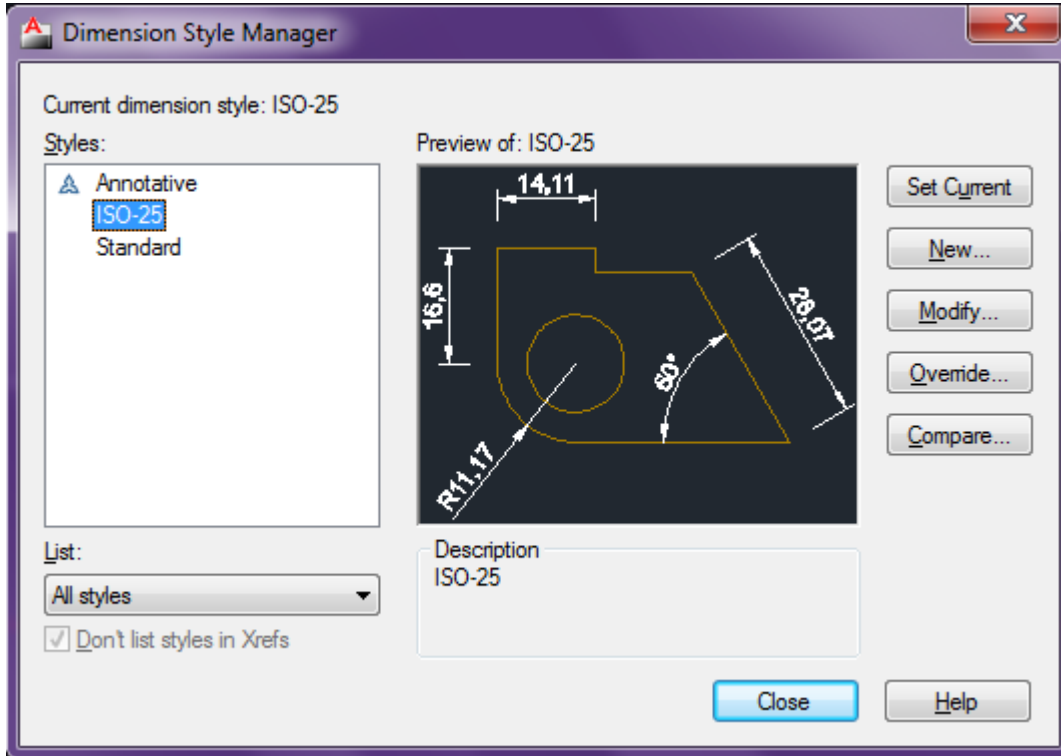 Dimension Style Manager
Current dimension style: ISO-25
Styles:
Annotative
ISO-25
Standard
Preview of: ISO-25
14,11
16,6
28,07
60°
R11,17
Set Current
New...
Modify...
Override...
Compare...
List:
All styles
Don't list styles in Xrefs
Description
ISO-25
Close
Help